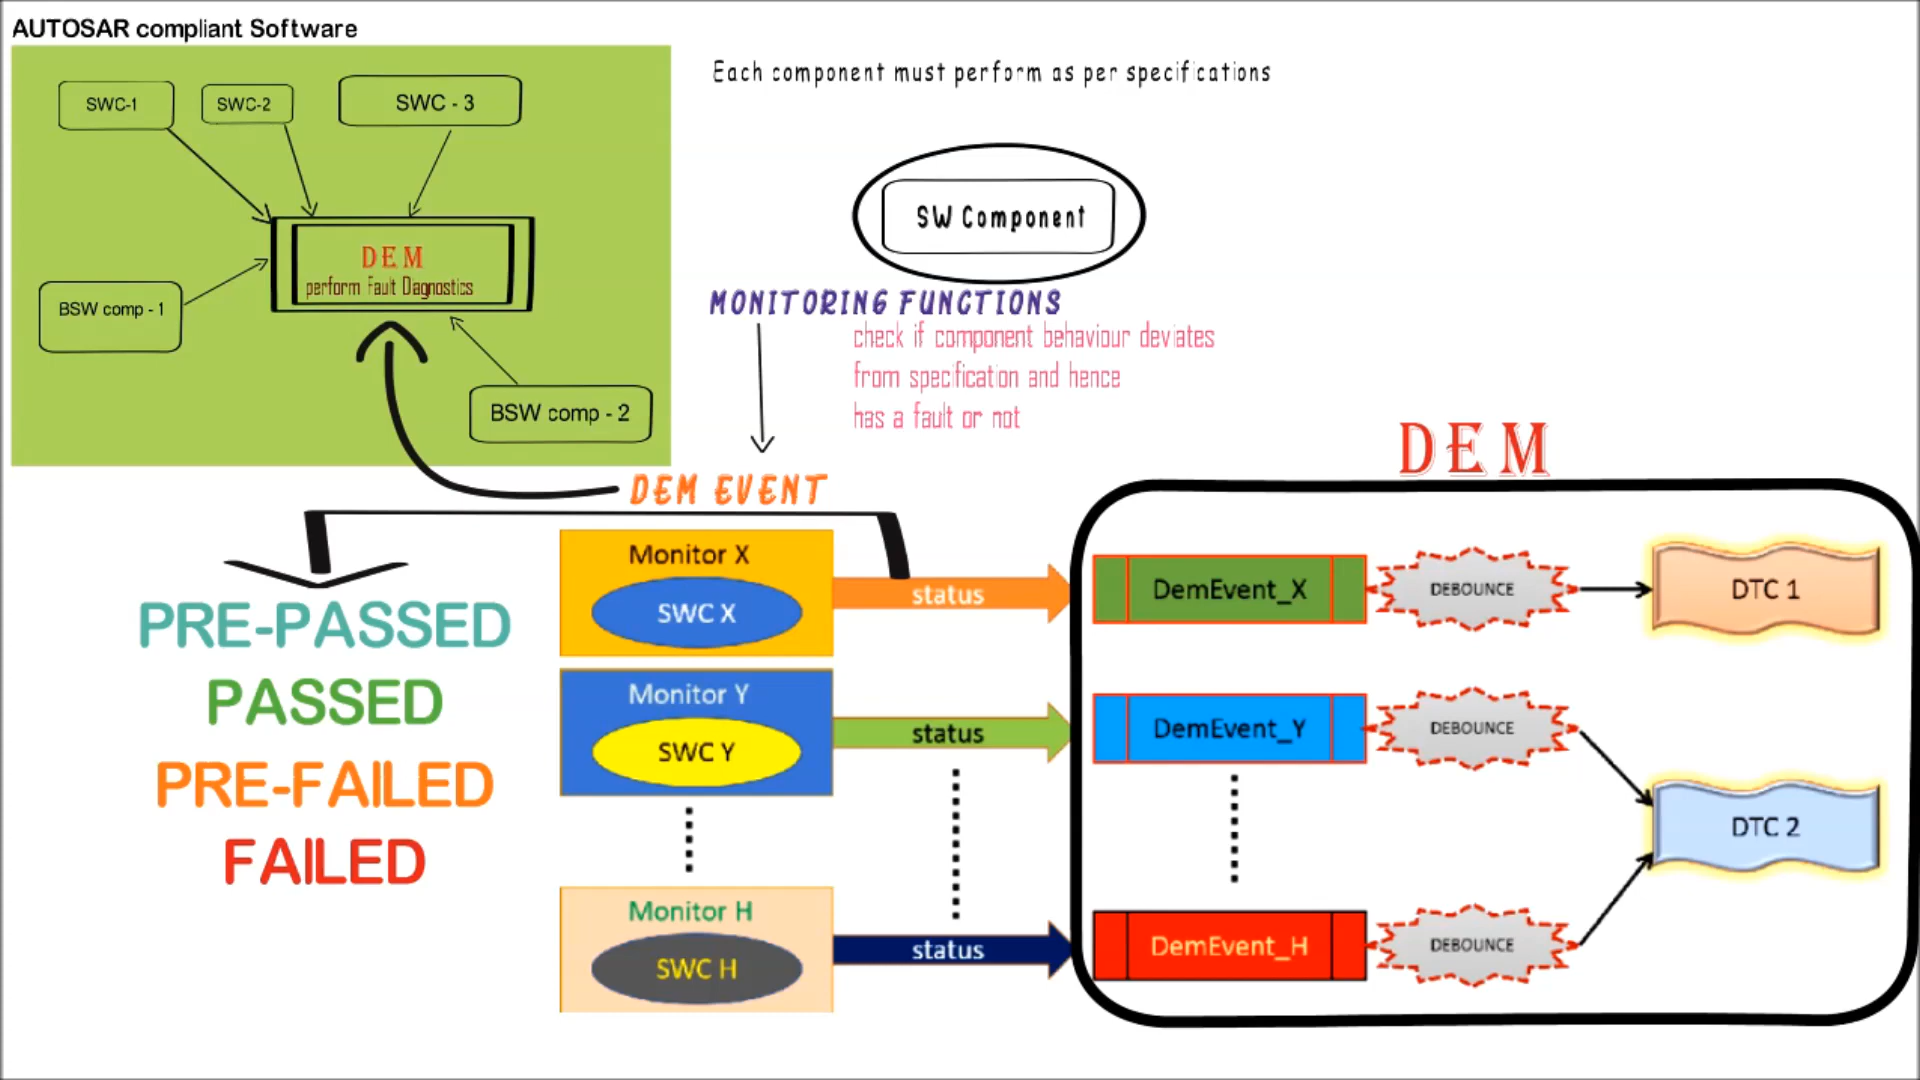 AUTOSAR compliant Software
SWC-1
SWC-2
SWC - 3
DEM
perform Fault Diagnostics
BSW comp - 1
BSW comp - 2
Each component must perform as per specifications
SW Component
MONITORING FUNCTIONS
check if component behaviour deviates
from specification and hence
has a fault or not
DEM EVENT
PRE-PASSED
PASSED
PRE-FAILED
FAILED
Monitor X
SWC X
status
Monitor Y
SWC Y
status
Monitor H
SWC H
status
DEM
DemEvent_X
DEBOUNCE
DTC 1
DemEvent_Y
DEBOUNCE
DTC 2
DemEvent_H
DEBOUNCE